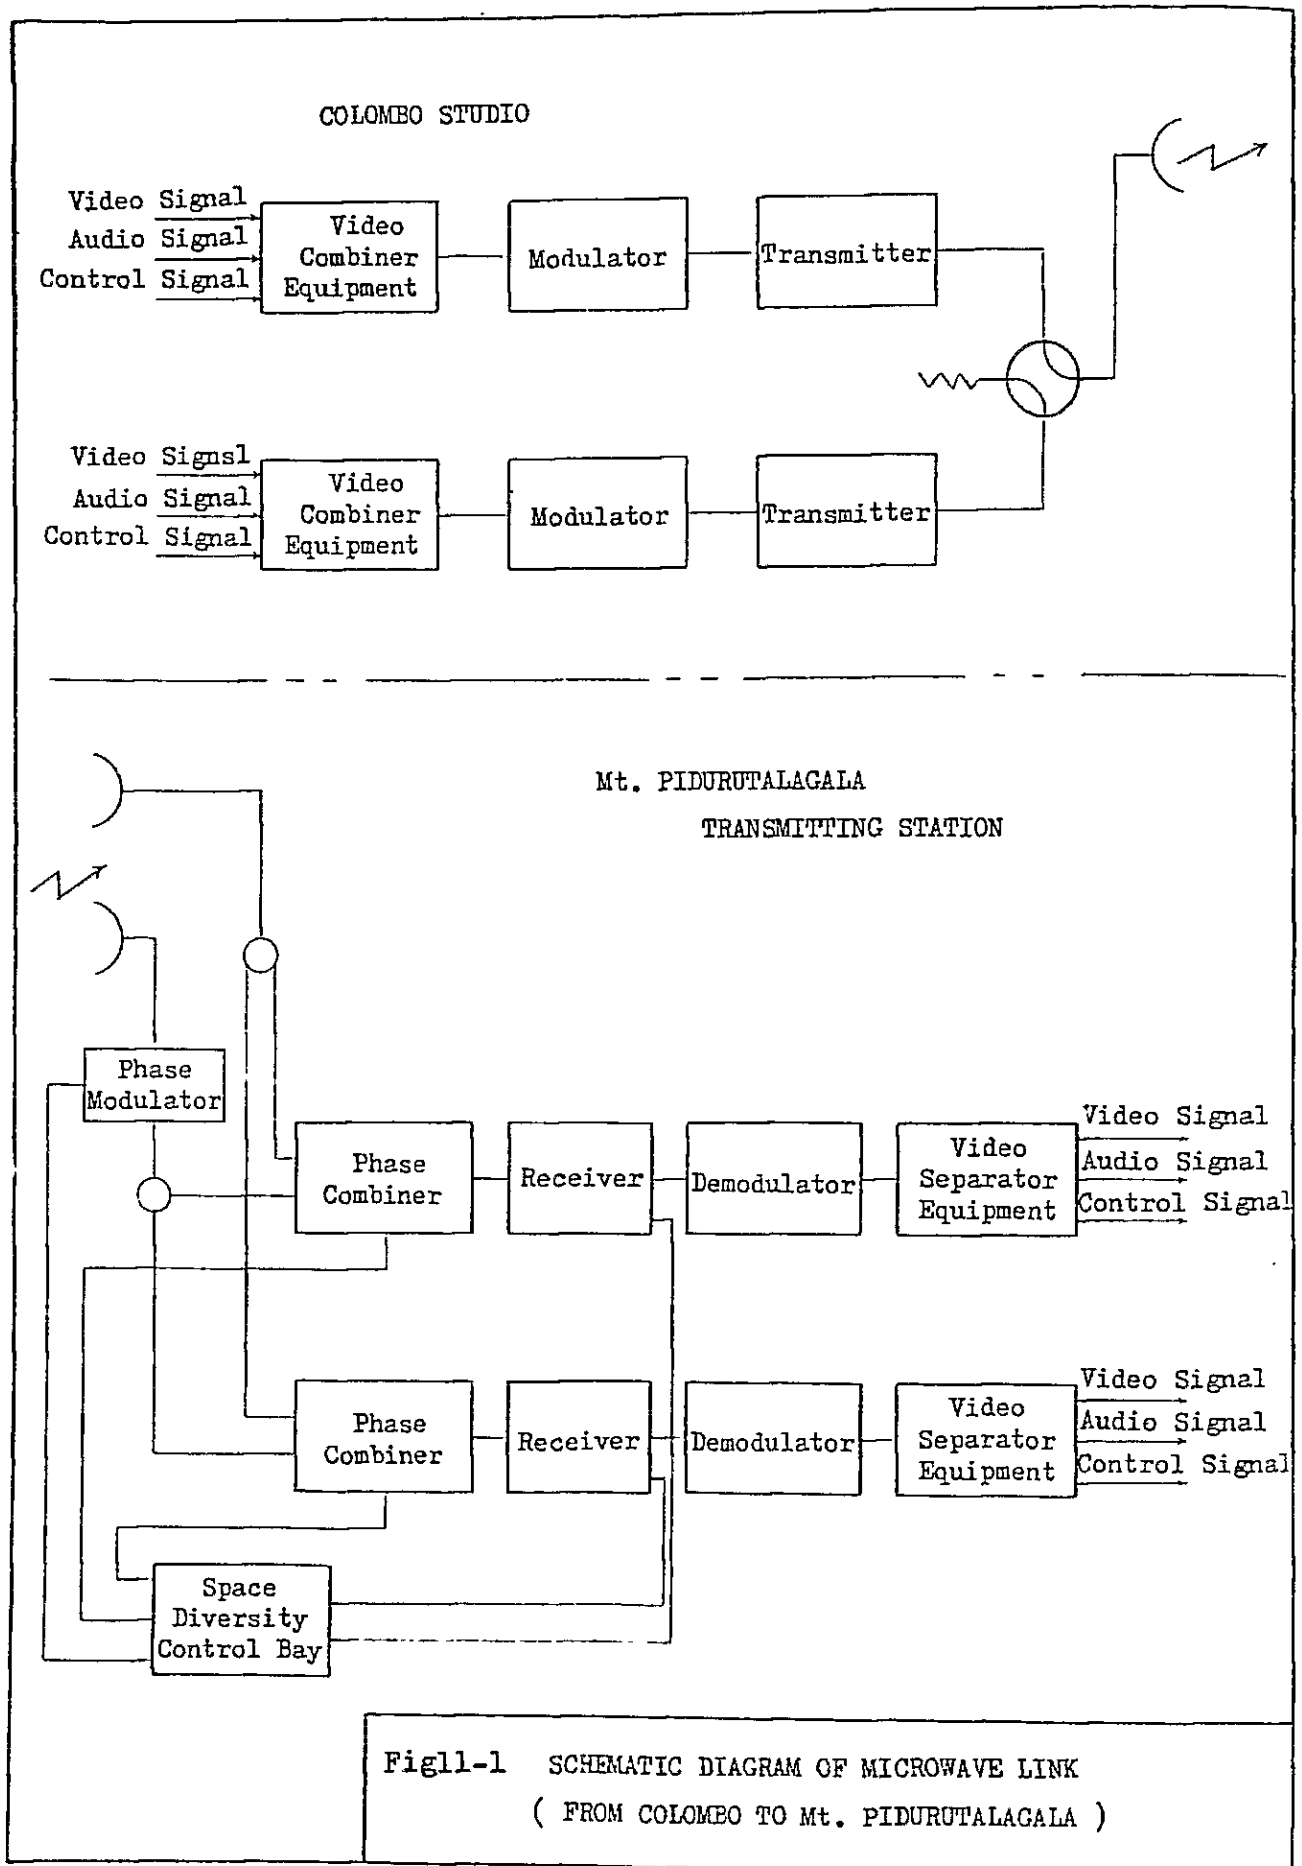 COLOMBO STUDIO
Video Signal
Audio Signal
Control Signal
Video
Combiner
Equipment
Modulator
Transmitter
Video Signsl
Audio Signal
Control Signal
Video
Combiner
Equipment
Modulator
Transmitter
Mt. PIDURUTALAGALA
TRANSMITTING STATION
Phase
Modulator
Phase
Combiner
Receiver
Demodulator
Video
Separator
Equipment
Video Signal
Audio Signal
Control Signal
Phase
Combiner
Receiver
Demodulator
Video
Separator
Equipment
Video Signal
Audio Signal
Control Signal
Space
Diversity
Control Bay
Fig11-1 SCHEMATIC DIAGRAM OF MICROWAVE LINK
( FROM COLOMBO TO Mt. PIDURUTALAGALA )